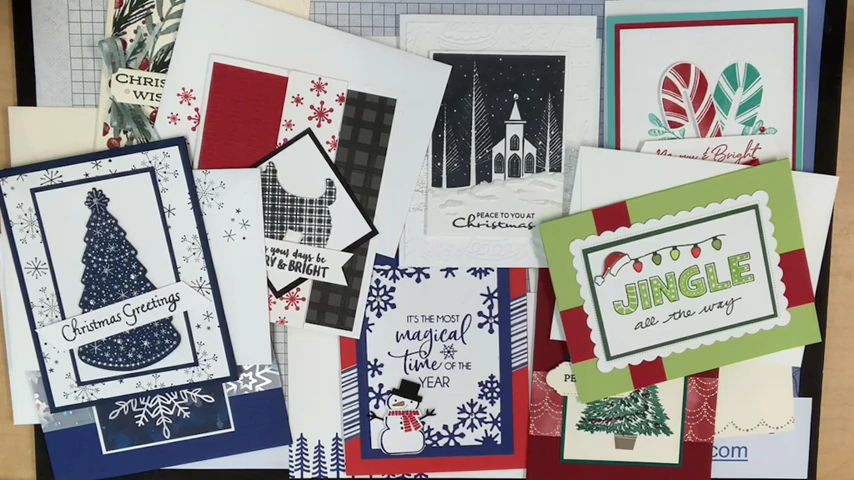 CHRIS
WIS
PEACE TO YOU AT
Christmas
& Bright
Christmas Greetings
your days be
RY & BRIGHT
JINGLE
all the way
IT'S THE MOST
magical
time OF THE
YEAR
PE
com